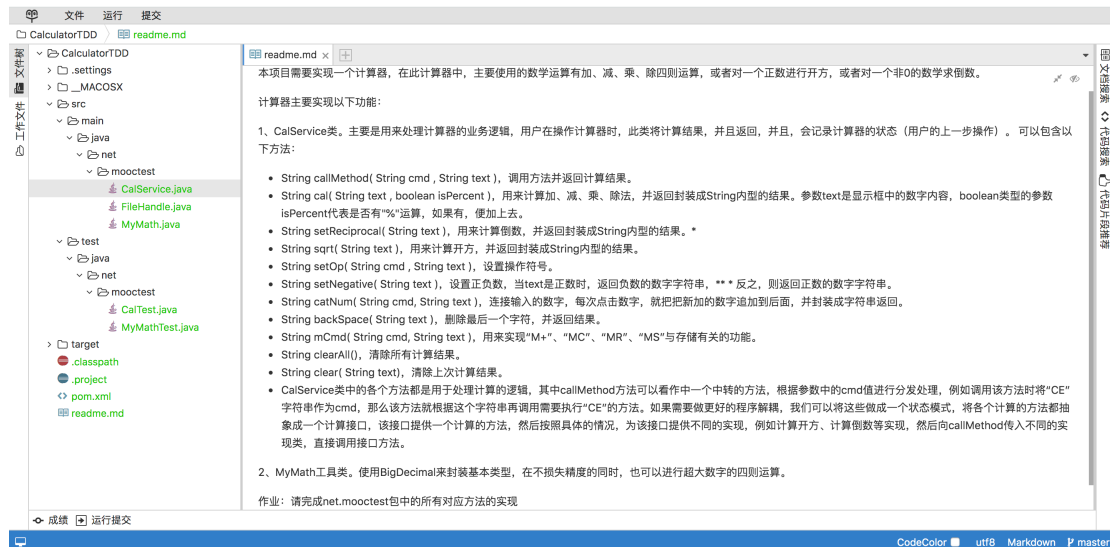 文件 运行 提交
CalculatorTDD readme.md
文件树
工作文件
CalculatorTDD
.settings
__MACOSX
src
main
java
net
mooctest
CalService.java
FileHandle.java
MyMath.java
test
java
net
mooctest
CalTest.java
MyMathTest.java
target
.classpath
.project
pom.xml
readme.md
readme.md ×
本项目需要实现一个计算器，在此计算器中，主要使用的数学运算有加、减、乘、除四则运算，或者对一个正数进行开方，或者对一个非0的数学求倒数。
计算器主要实现以下功能：
1、CalService类。主要是用来处理计算器的业务逻辑，用户在操作计算器时，此类将计算结果，并且返回，并且，会记录计算器的状态（用户的上一步操作）。 可以包含以
下方法：
• String callMethod( String cmd , String text )，调用方法并返回计算结果。
• String cal( String text , boolean isPercent )，用来计算加、减、乘、除法，并返回封装成String内型的结果。参数text是显示框中的数字内容，boolean类型的参数
isPercent代表是否有"%"运算，如果有，便加上去。
• String setReciprocal( String text )，用来计算倒数，并返回封装成String内型的结果。*
• String sqrt( String text )，用来计算开方，并返回封装成String内型的结果。
• String setOp( String cmd , String text )，设置操作符号。
• String setNegative( String text )，设置正负数，当text是正数时，返回负数的数字字符串，** * 反之，则返回正数的数字字符串。
• String catNum( String cmd, String text )，连接输入的数字，每次点击数字，就把把新加的数字追加到后面，并封装成字符串返回。
• String backSpace( String text )，删除最后一个字符，并返回结果。
• String mCmd( String cmd, String text )，用来实现“M+”、“MC”、“MR”、“MS”与存储有关的功能。
• String clearAll()，清除所有计算结果。
• String clear( String text)，清除上次计算结果。
• CalService类中的各个方法都是用于处理计算的逻辑，其中callMethod方法可以看作中一个中转的方法，根据参数中的cmd值进行分发处理，例如调用该方法时将“CE”
字符串作为cmd，那么该方法就根据这个字符串再调用需要执行“CE”的方法。如果需要做更好的程序解耦，我们可以将这些做成一个状态模式，将各个计算的方法都抽
象成一个计算接口，该接口提供一个计算的方法，然后按照具体的情况，为该接口提供不同的实现，例如计算开方、计算倒数等实现，然后向callMethod传入不同的实
现类，直接调用接口方法。
2、MyMath工具类。使用BigDecimal来封装基本类型，在不损失精度的同时，也可以进行超大数字的四则运算。
作业：请完成net.mooctest包中的所有对应方法的实现
文档搜索
代码搜索
代码片段推荐
成绩 运行提交
CodeColor utf8 Markdown master